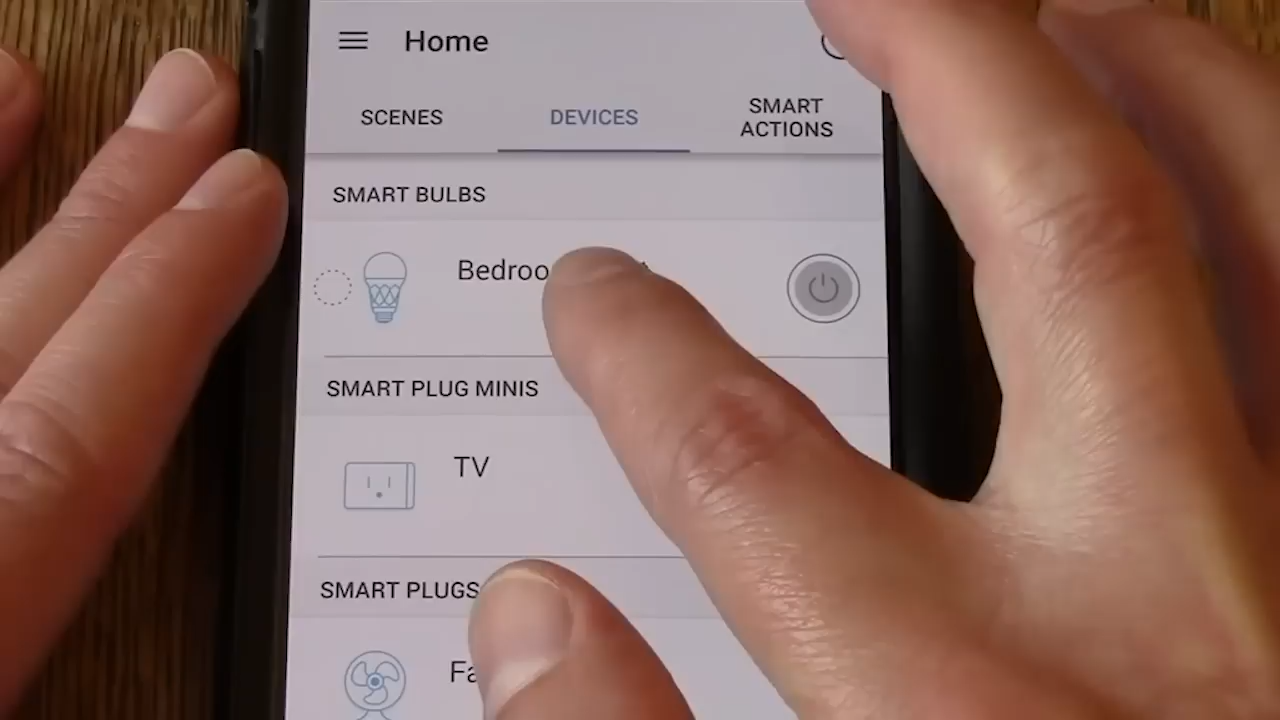 Home
SCENES
DEVICES
SMART
ACTIONS
SMART BULBS
SMART PLUG MINIS
TV
SMART PLUGS